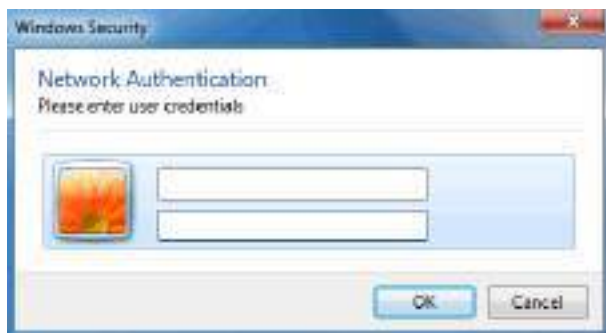 Windows Security
Network Authentication
Please enter user credentials
OK
Cancel